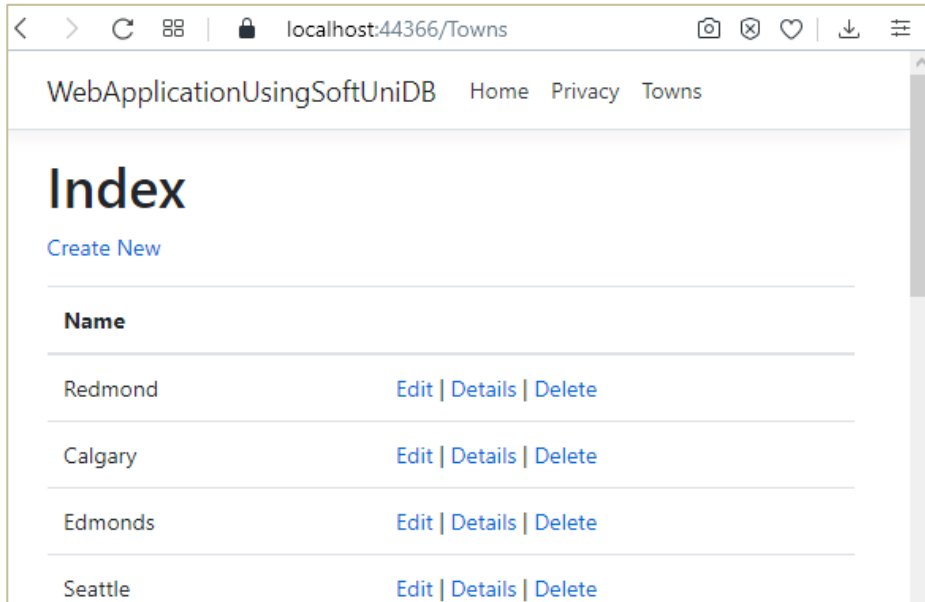 localhost:44366/Towns
WebApplicationUsingSoftUniDB Home Privacy Towns
Index
Create New
Name
Redmond Edit | Details | Delete
Calgary Edit | Details | Delete
Edmonds Edit | Details | Delete
Seattle Edit | Details | Delete